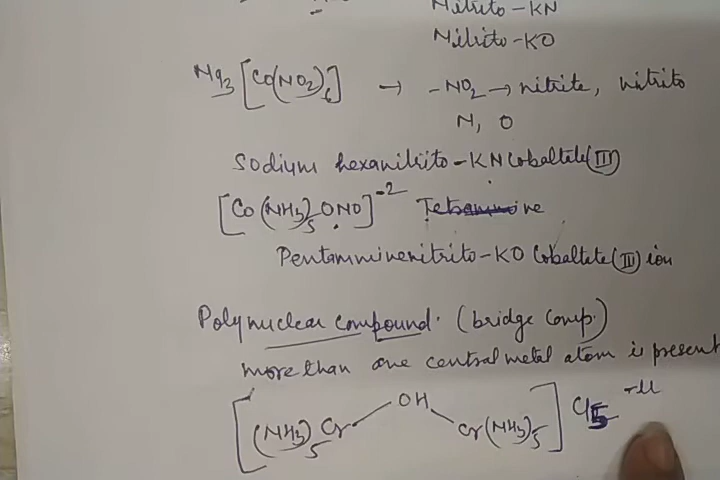 Nitrito-KN
Nitrito-KO
Na3[Co(NO2)6] → -NO2 → nitrite, nitrito
N, O
Sodium hexanitrito-KN Cobaltate(III)
[Co(NH3)5 ONO]-2
Pentamminenitrito-KO Cobaltete(III) ion
Polynuclear compound. (bridge comp.)
more than one central metal atom is present
[(NH3)5 Cr OH Cr(NH3)5] Cl5 -μ